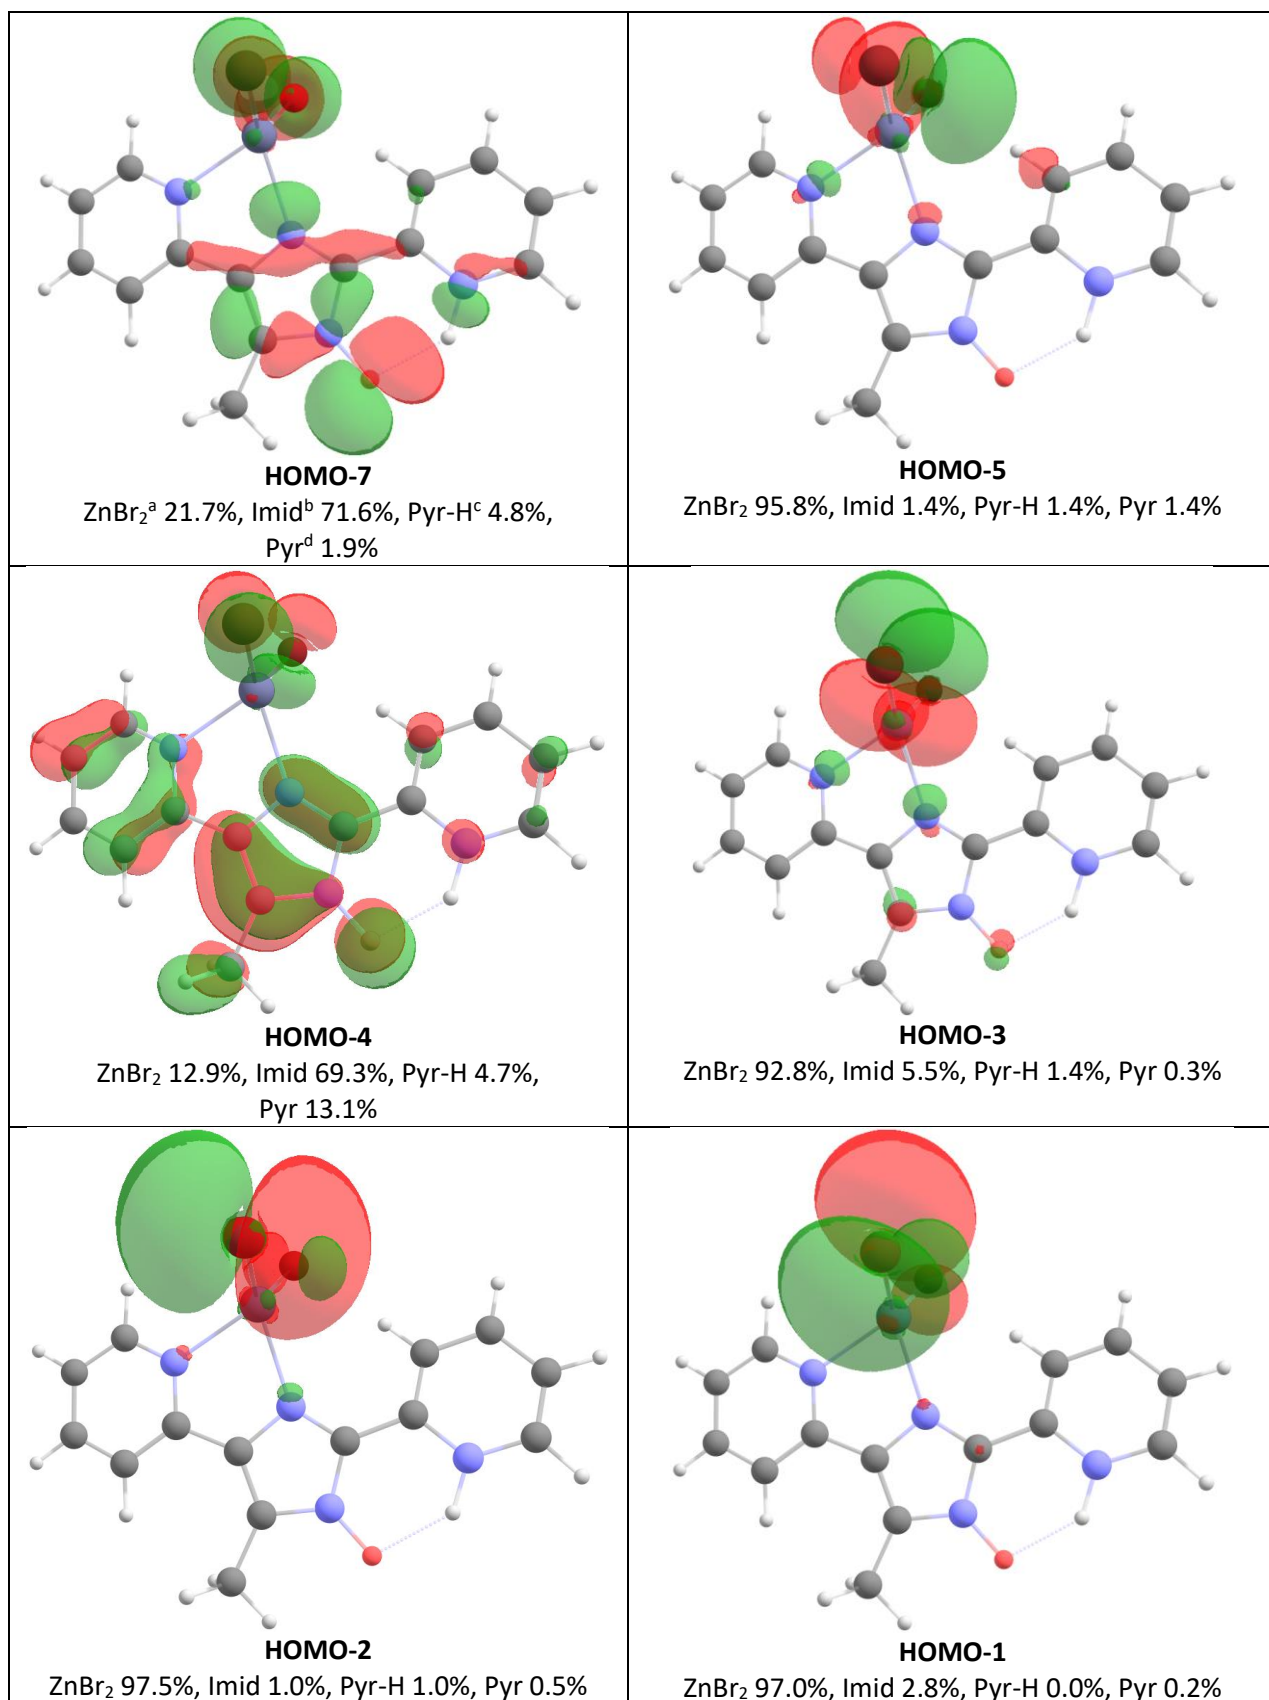 HOMO-7
ZnBr₂ᵃ 21.7%, Imidᵇ 71.6%, Pyr-Hᶜ 4.8%,
Pyrᵈ 1.9%
HOMO-5
ZnBr₂ 95.8%, Imid 1.4%, Pyr-H 1.4%, Pyr 1.4%
HOMO-4
ZnBr₂ 12.9%, Imid 69.3%, Pyr-H 4.7%,
Pyr 13.1%
HOMO-3
ZnBr₂ 92.8%, Imid 5.5%, Pyr-H 1.4%, Pyr 0.3%
HOMO-2
ZnBr₂ 97.5%, Imid 1.0%, Pyr-H 1.0%, Pyr 0.5%
HOMO-1
ZnBr₂ 97.0%, Imid 2.8%, Pyr-H 0.0%, Pyr 0.2%